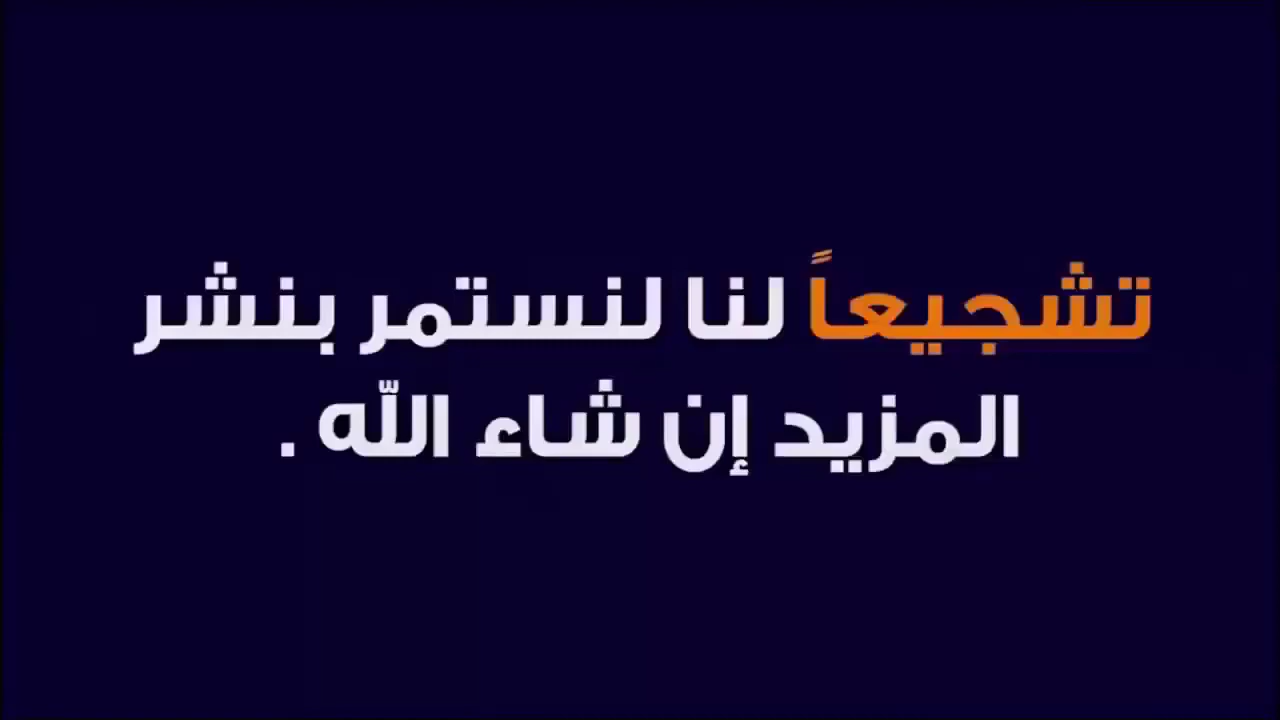 تشجيعاً لنا لنستمر بنشر
المزيد إن شاء اللّه .